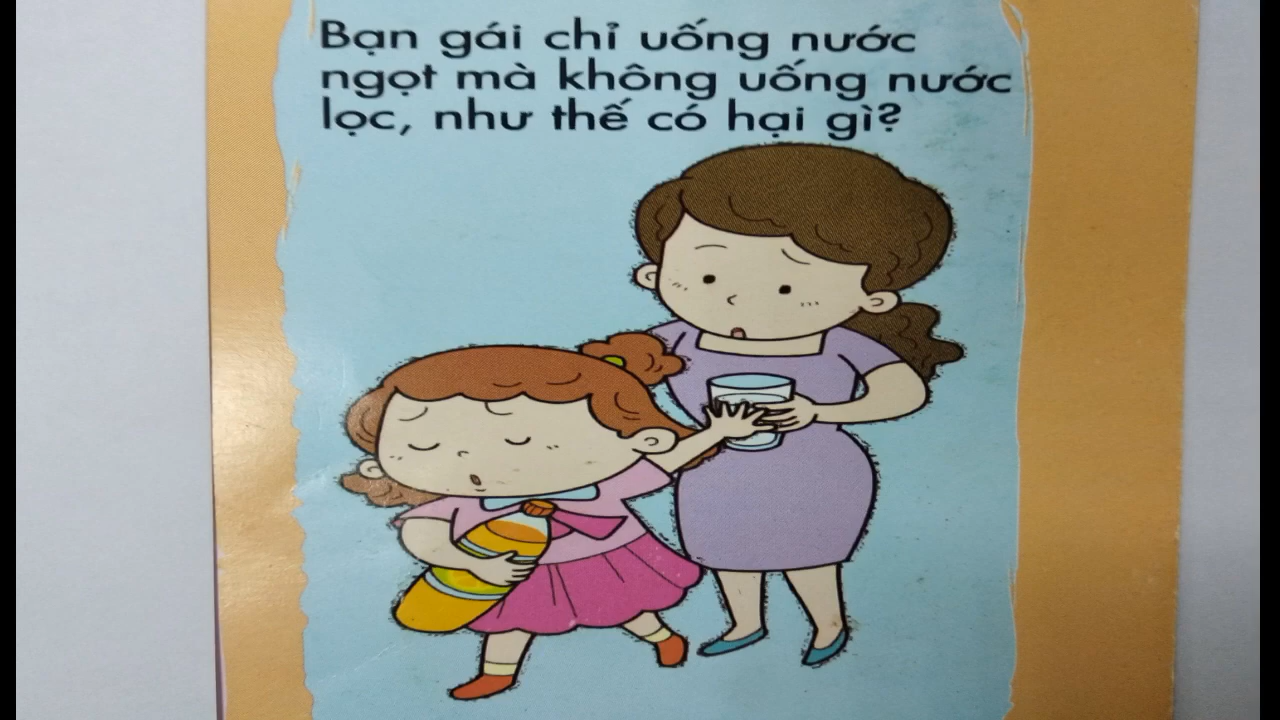 Bạn gái chỉ uống nước
ngọt mà không uống nước
lọc, như thế có hại gì?